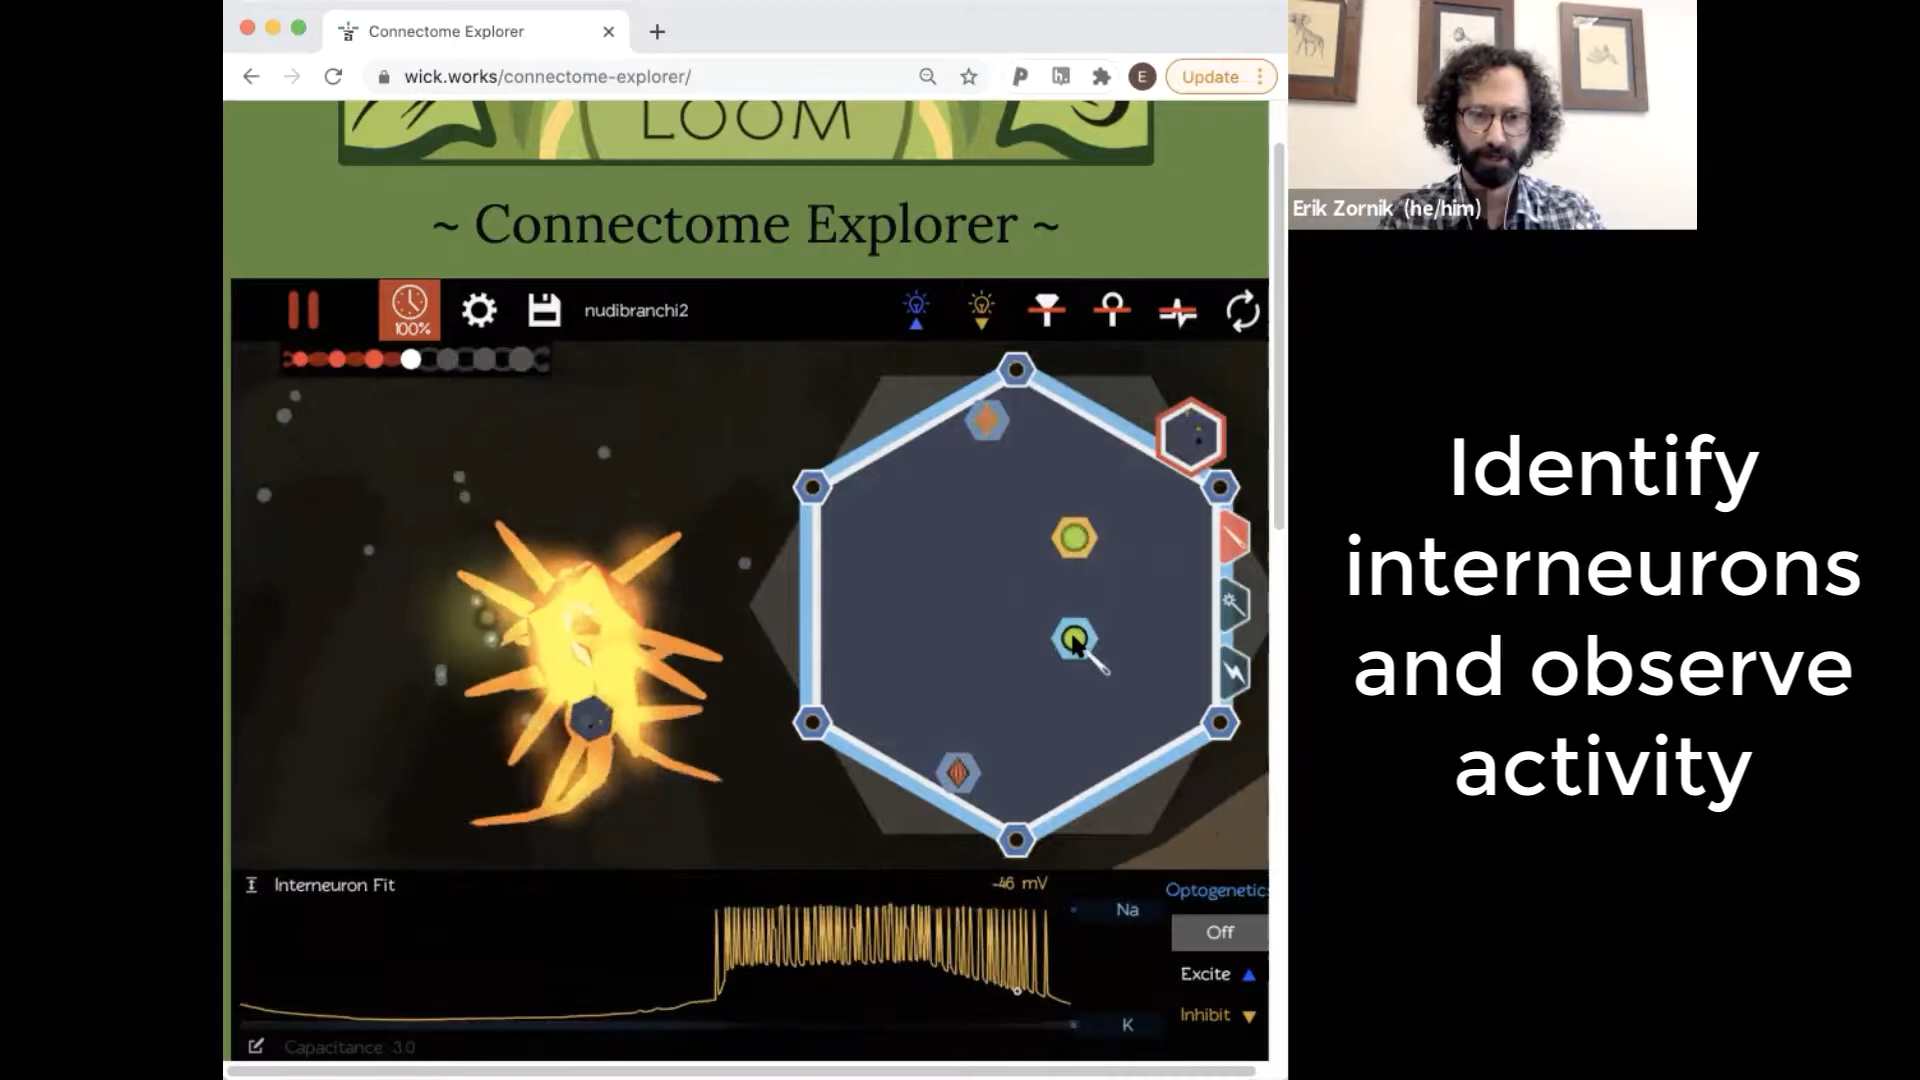 Connectome Explorer
wick.works/connectome-explorer/
E
Update
LOOM
~ Connectome Explorer ~
100%
nudibranchi2
Erik Zornik (he/him)
Identify
interneurons
and observe
activity
Interneuron Fit
-46 mV
Na
K
Optogenetic
Off
Excite
Inhibit
Capacitance 3.0